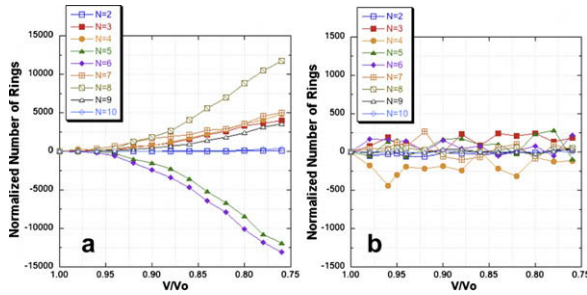 N=2
N=3
N=4
N=5
N=6
N=7
N=8
N=9
N=10
15000
10000
5000
0
-5000
-10000
-15000
Normalized Number of Rings
1.00
0.95
0.90
0.85
0.80
0.75
V/Vo
a
N=2
N=3
N=4
N=5
N=6
N=7
N=8
N=9
N=10
1500
1000
500
0
-500
-1000
-1500
Normalized Number of Rings
1.00
0.95
0.90
0.85
0.80
0.75
V/Vo
b